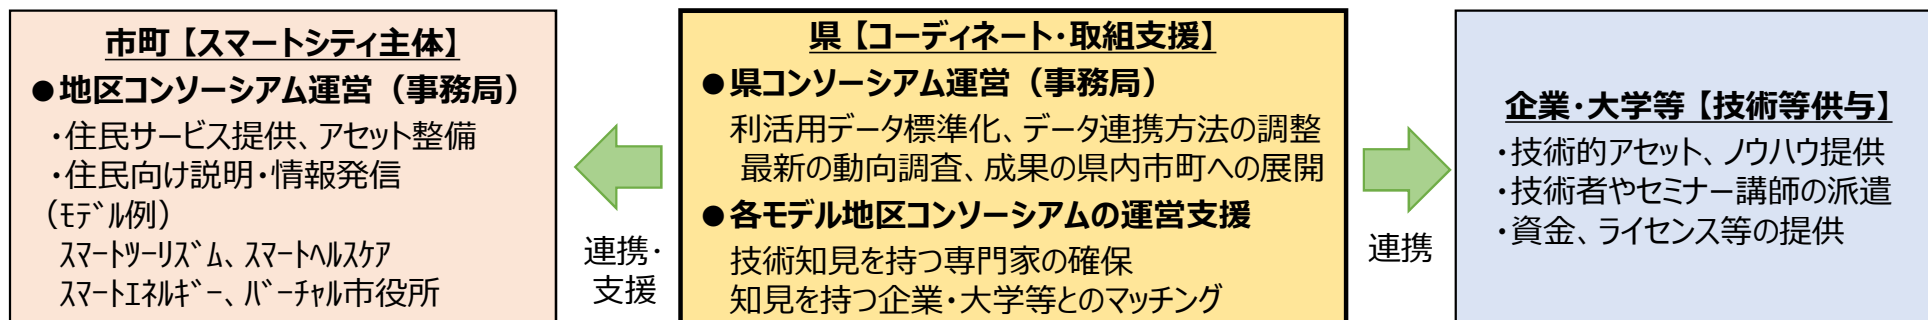 市町【スマートシティ主体】
●地区コンソーシアム運営（事務局）
・住民サービス提供、アセット整備
・住民向け説明・情報発信
（ﾓﾃﾞﾙ例）
ｽﾏｰﾄﾂｰﾘｽﾞﾑ、ｽﾏｰﾄﾍﾙｽｹｱ
ｽﾏｰﾄｴﾈﾙｷﾞｰ、ﾊﾞｰﾁｬﾙ市役所
連携・
支援
県【コーディネート・取組支援】
●県コンソーシアム運営（事務局）
利活用データ標準化、データ連携方法の調整
最新の動向調査、成果の県内市町への展開
●各モデル地区コンソーシアムの運営支援
技術知見を持つ専門家の確保
知見を持つ企業・大学等とのマッチング
連携
企業・大学等【技術等供与】
・技術的アセット、ノウハウ提供
・技術者やセミナー講師の派遣
・資金、ライセンス等の提供